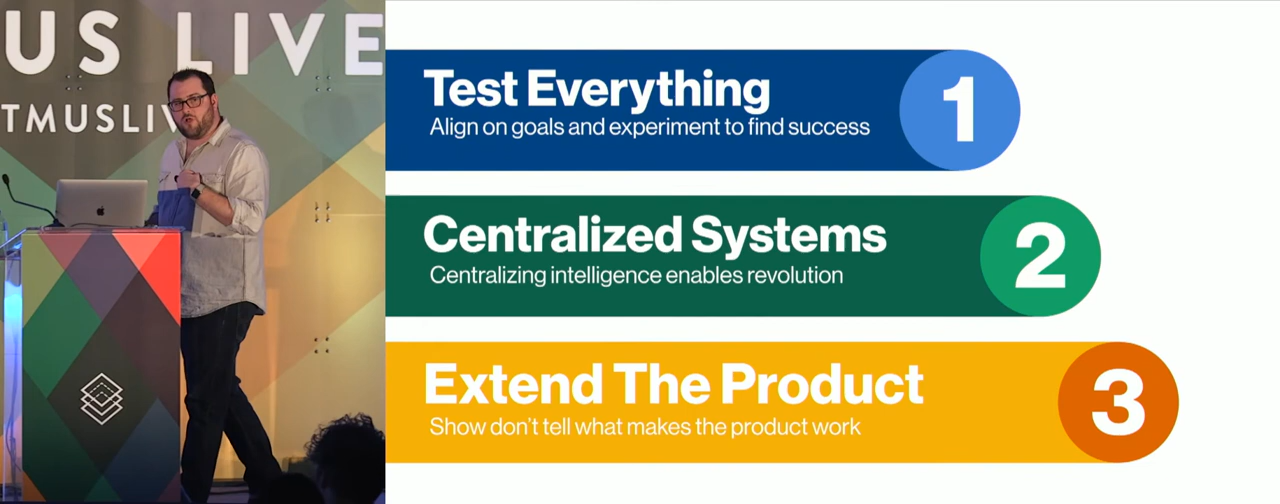 US LIVE
TMUSLIV
Test Everything
Align on goals and experiment to find success
1
Centralized Systems
Centralizing intelligence enables revolution
2
Extend The Product
Show don't tell what makes the product work
3